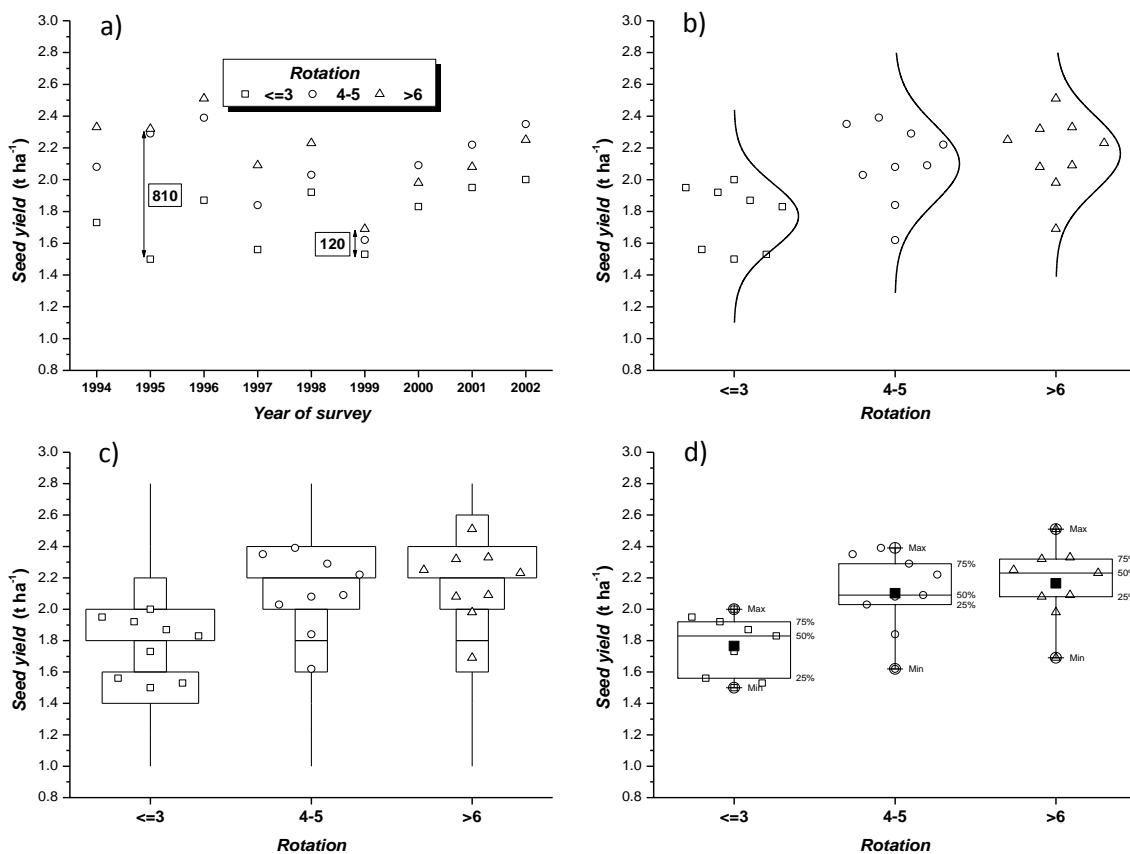 a)
Rotation
<=3 4-5 >6
Seed yield (t ha⁻¹)
3.0
2.8
2.6
2.4
2.2
2.0
1.8
1.6
1.4
1.2
1.0
0.8
810
120
1994 1995 1996 1997 1998 1999 2000 2001 2002
Year of survey
b)
Seed yield (t ha⁻¹)
3.0
2.8
2.6
2.4
2.2
2.0
1.8
1.6
1.4
1.2
1.0
0.8
<=3 4-5 >6
Rotation
c)
Seed yield (t ha⁻¹)
3.0
2.8
2.6
2.4
2.2
2.0
1.8
1.6
1.4
1.2
1.0
0.8
<=3 4-5 >6
Rotation
d)
Seed yield (t ha⁻¹)
3.0
2.8
2.6
2.4
2.2
2.0
1.8
1.6
1.4
1.2
1.0
0.8
Max
75%
50%
25%
Min
Max
75%
50%
25%
Min
Max
75%
50%
25%
Min
<=3 4-5 >6
Rotation